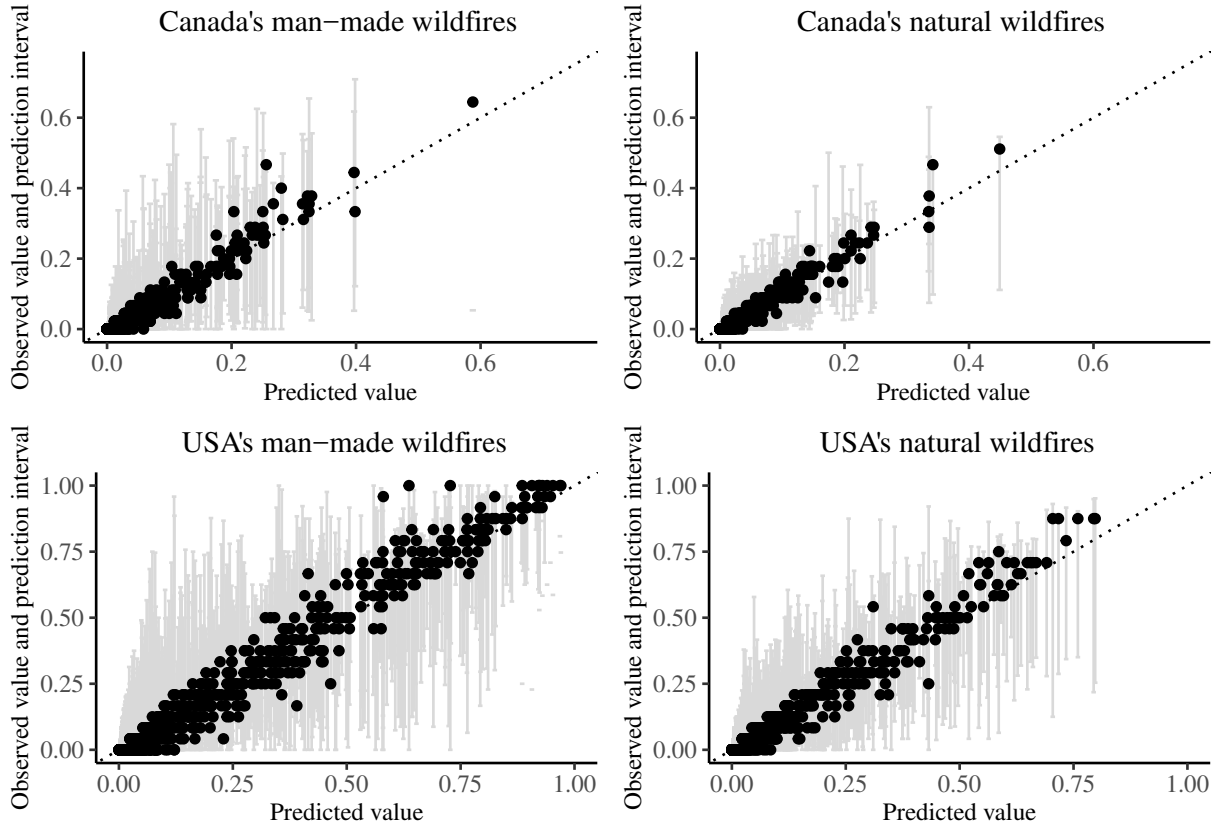 Canada's man−made wildfires
Observed value and prediction interval
0.6
0.4
0.2
0.0
0.0 0.2 0.4 0.6
Predicted value
Canada's natural wildfires
Observed value and prediction interval
0.6
0.4
0.2
0.0
0.0 0.2 0.4 0.6
Predicted value
USA's man−made wildfires
Observed value and prediction interval
1.00
0.75
0.50
0.25
0.00
0.00 0.25 0.50 0.75 1.00
Predicted value
USA's natural wildfires
Observed value and prediction interval
1.00
0.75
0.50
0.25
0.00
0.00 0.25 0.50 0.75 1.00
Predicted value